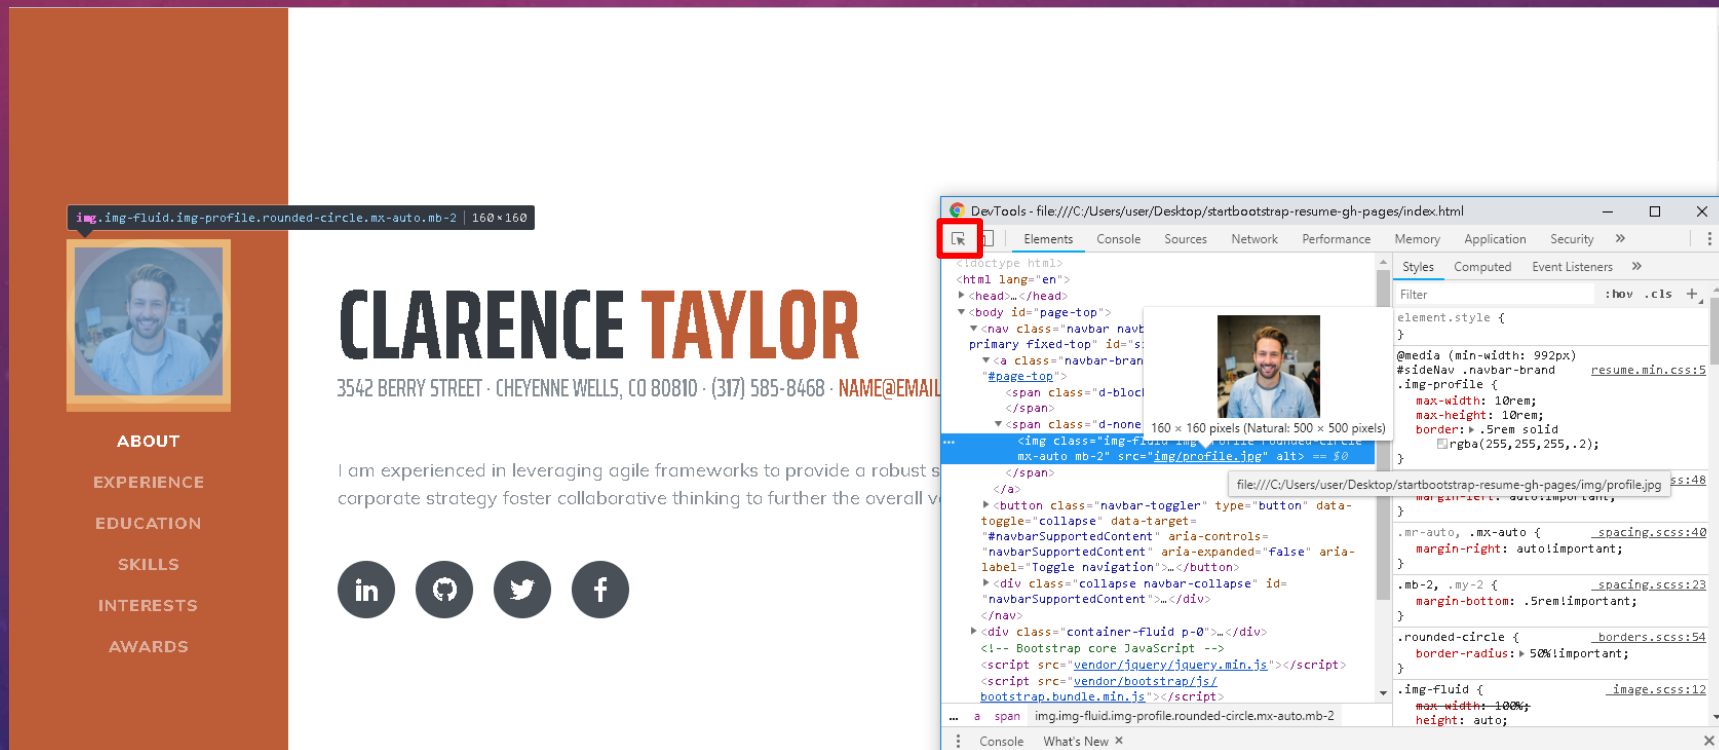 img.img-fluid.img-profile.rounded-circle.mx-auto.mb-2 | 160×160
ABOUT
EXPERIENCE
EDUCATION
SKILLS
INTERESTS
AWARDS
CLARENCE TAYLOR
3542 BERRY STREET · CHEYENNE WELLS, CO 80810 · (317) 585-8468 · NAME@EMAIL
I am experienced in leveraging agile frameworks to provide a robust s
corporate strategy foster collaborative thinking to further the overall v
in
DevTools - file:///C:/Users/user/Desktop/startbootstrap-resume-gh-pages/index.html
Elements Console Sources Network Performance Memory Application Security »
<!doctype html>
<html lang="en">
<head>…</head>
<body id="page-top">
<nav class="navbar navb
primary fixed-top" id="si
<a class="navbar-bran
"#page-top">
<span class="d-bloc
</span>
<span class="d-none
<img class="img-fluid img-profile rounded-circle
mx-auto mb-2" src="img/profile.jpg" alt> == $0
</span>
</a>
<button class="navbar-toggler" type="button" data-
toggle="collapse" data-target=
"#navbarSupportedContent" aria-controls=
"navbarSupportedContent" aria-expanded="false" aria-
label="Toggle navigation">…</button>
<div class="collapse navbar-collapse" id=
"navbarSupportedContent">…</div>
</nav>
<div class="container-fluid p-0">…</div>
<!-- Bootstrap core JavaScript -->
<script src="vendor/jquery/jquery.min.js"></script>
<script src="vendor/bootstrap/js/
bootstrap.bundle.min.js"></script>
160 × 160 pixels (Natural: 500 × 500 pixels)
file:///C:/Users/user/Desktop/startbootstrap-resume-gh-pages/img/profile.jpg
... a span img.img-fluid.img-profile.rounded-circle.mx-auto.mb-2
Console What's New ×
Styles Computed Event Listeners »
Filter :hov .cls +
element.style {
}
@media (min-width: 992px)
#sideNav .navbar-brand resume.min.css:5
.img-profile {
max-width: 10rem;
max-height: 10rem;
border: .5rem solid
rgba(255,255,255,.2);
}
ss:48
margin-left: auto!important;
}
.mr-auto, .mx-auto { _spacing.scss:40
margin-right: auto!important;
}
.mb-2, .my-2 { _spacing.scss:23
margin-bottom: .5rem!important;
}
.rounded-circle { _borders.scss:54
border-radius: 50%!important;
}
.img-fluid { _image.scss:12
max-width: 100%;
height: auto;